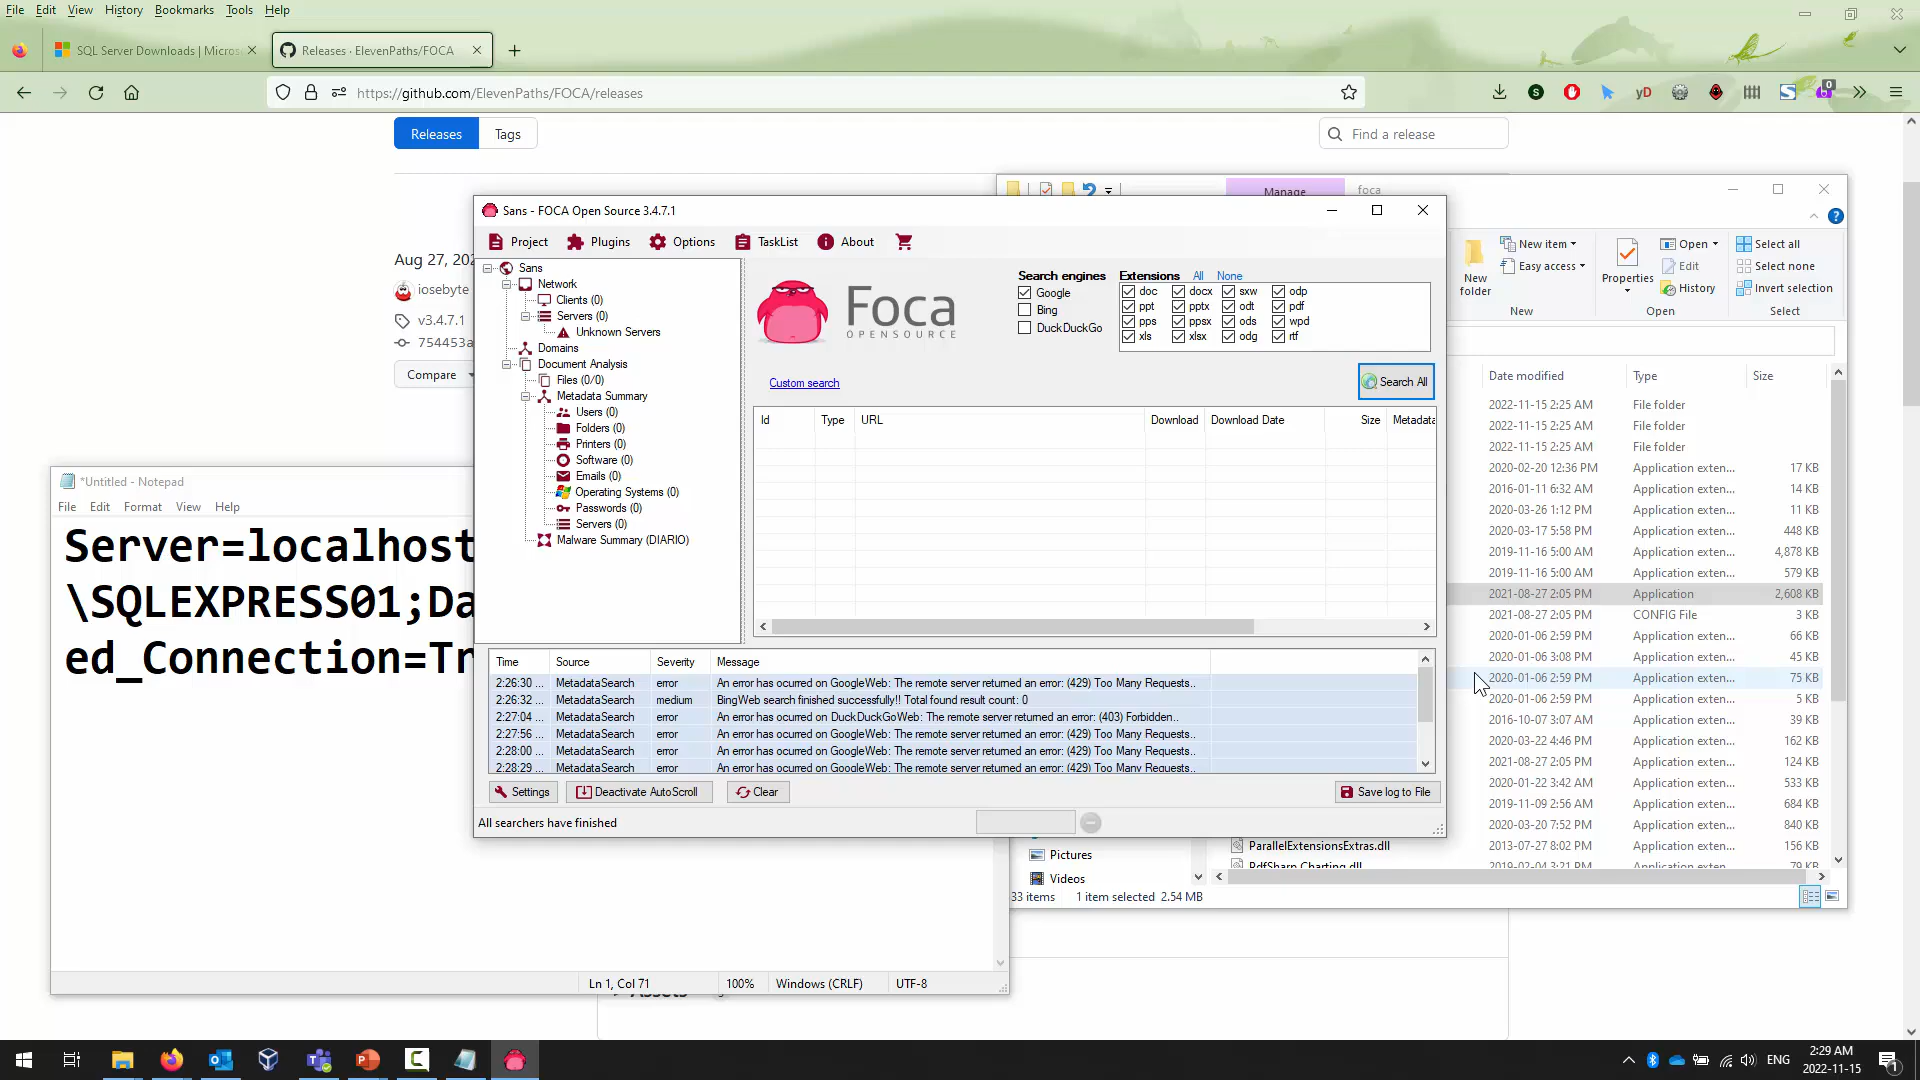 File Edit View History Bookmarks Tools Help
SQL Server Downloads | Micros
Releases · ElevenPaths/FOCA
https://github.com/ElevenPaths/FOCA/releases
0
Releases
Tags
Find a release
Manage
foca
Aug 27, 202
iosebyte
v3.4.7.1
754453a
Compare
Sans - FOCA Open Source 3.4.7.1
Project Plugins Options TaskList About
Sans
Network
Clients (0)
Servers (0)
Unknown Servers
Domains
Document Analysis
Files (0/0)
Metadata Summary
Users (0)
Folders (0)
Printers (0)
Software (0)
Emails (0)
Operating Systems (0)
Passwords (0)
Servers (0)
Malware Summary (DIARIO)
Foca
OPENSOURCE
Search engines
Google
Bing
DuckDuckGo
Extensions All None
doc docx sxw odp
ppt pptx odt pdf
pps ppsx ods wpd
xls xlsx odg rtf
Custom search
Search All
Id Type URL Download Download Date Size Metadata
Time Source Severity Message
2:26:30 ... MetadataSearch error An error has ocurred on GoogleWeb: The remote server returned an error: (429) Too Many Requests..
2:26:32 ... MetadataSearch medium BingWeb search finished successfully!! Total found result count: 0
2:27:04 ... MetadataSearch error An error has ocurred on DuckDuckGoWeb: The remote server returned an error: (403) Forbidden..
2:27:56 ... MetadataSearch error An error has ocurred on GoogleWeb: The remote server returned an error: (429) Too Many Requests..
2:28:00 ... MetadataSearch error An error has ocurred on GoogleWeb: The remote server returned an error: (429) Too Many Requests..
2:28:29 ... MetadataSearch error An error has ocurred on GoogleWeb: The remote server returned an error: (429) Too Many Requests..
Settings
Deactivate AutoScroll
Clear
Save log to File
All searchers have finished
New folder
New item
Easy access
New
Properties
Open
Edit
History
Open
Select all
Select none
Invert selection
Select
Date modified Type Size
2022-11-15 2:25 AM File folder
2022-11-15 2:25 AM File folder
2022-11-15 2:25 AM File folder
2020-02-20 12:36 PM Application exten... 17 KB
2016-01-11 6:32 AM Application exten... 14 KB
2020-03-26 1:12 PM Application exten... 11 KB
2020-03-17 5:58 PM Application exten... 448 KB
2019-11-16 5:00 AM Application exten... 4,878 KB
2019-11-16 5:00 AM Application exten... 579 KB
2021-08-27 2:05 PM Application 2,608 KB
2021-08-27 2:05 PM CONFIG File 3 KB
2020-01-06 2:59 PM Application exten... 66 KB
2020-01-06 3:08 PM Application exten... 45 KB
2020-01-06 2:59 PM Application exten... 75 KB
2020-01-06 2:59 PM Application exten... 5 KB
2016-10-07 3:07 AM Application exten... 39 KB
2020-03-22 4:46 PM Application exten... 162 KB
2021-08-27 2:05 PM Application exten... 124 KB
2020-01-22 3:42 AM Application exten... 533 KB
2019-11-09 2:56 AM Application exten... 684 KB
2020-03-20 7:52 PM Application exten... 840 KB
ParallelExtensionsExtras.dll 2013-07-27 8:02 PM Application exten... 156 KB
PdfSharp.Charting.dll 2019-02-04 3:21 PM Application exten... 79 KB
Pictures
Videos
33 items 1 item selected 2.54 MB
*Untitled - Notepad
File Edit Format View Help
Server=localhost
\SQLEXPRESS01;Da
ed_Connection=Tr
Ln 1, Col 71 100% Windows (CRLF) UTF-8
Assets
ENG
2:29 AM
2022-11-15
1